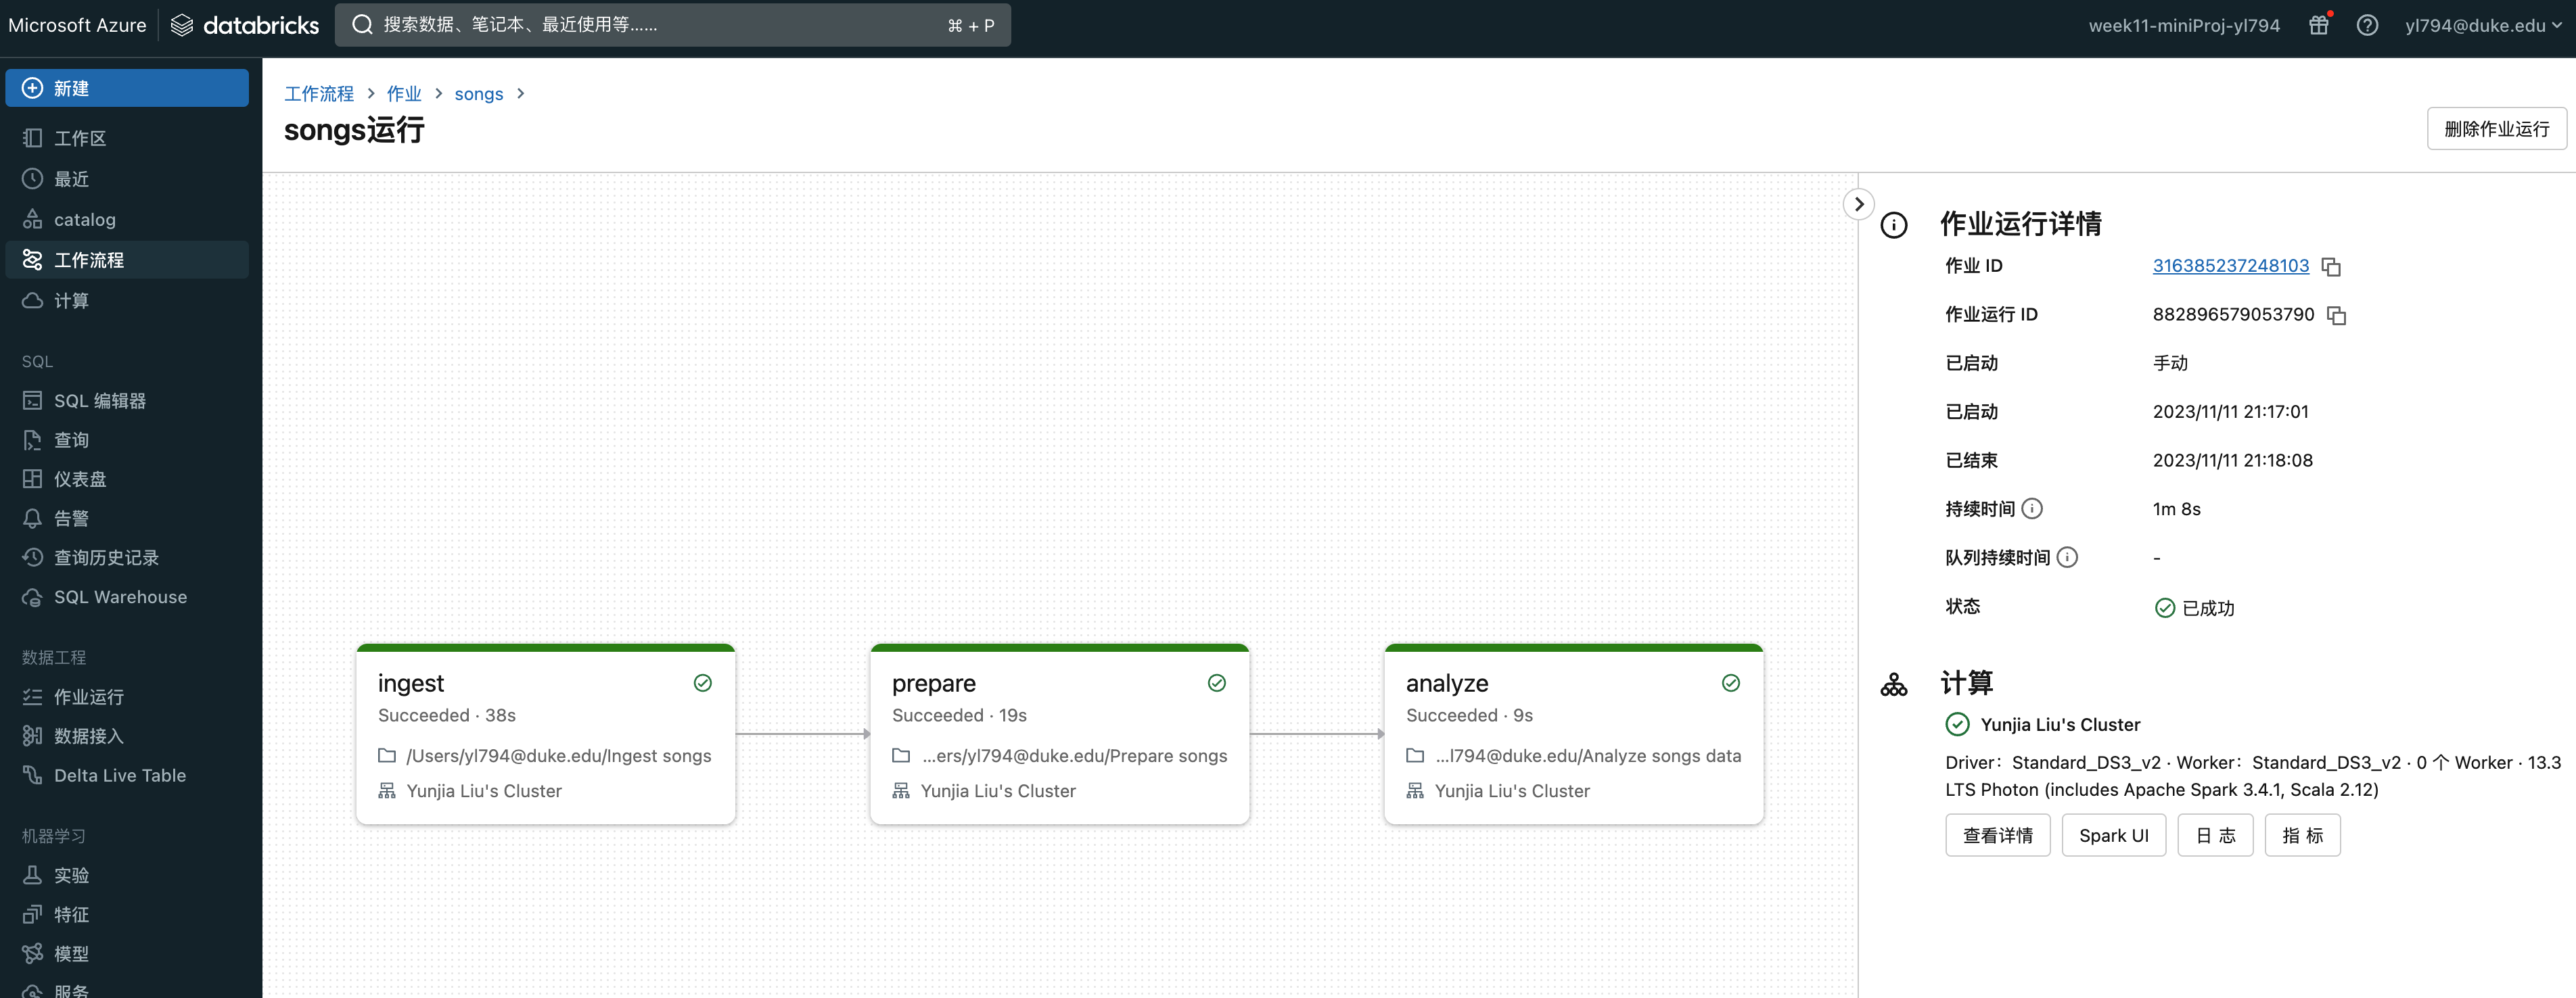 Microsoft Azure
databricks
搜索数据、笔记本、最近使用等......
⌘ + P
week11-miniProj-yl794
yl794@duke.edu
新建
工作区
最近
catalog
工作流程
计算
SQL
SQL 编辑器
查询
仪表盘
告警
查询历史记录
SQL Warehouse
数据工程
作业运行
数据接入
Delta Live Table
机器学习
实验
特征
模型
服务
工作流程 > 作业 > songs >
songs运行
删除作业运行
ingest
Succeeded · 38s
/Users/yl794@duke.edu/Ingest songs
Yunjia Liu's Cluster
prepare
Succeeded · 19s
...ers/yl794@duke.edu/Prepare songs
Yunjia Liu's Cluster
analyze
Succeeded · 9s
...l794@duke.edu/Analyze songs data
Yunjia Liu's Cluster
作业运行详情
作业 ID 316385237248103
作业运行 ID 882896579053790
已启动 手动
已启动 2023/11/11 21:17:01
已结束 2023/11/11 21:18:08
持续时间 1m 8s
队列持续时间 -
状态 已成功
计算
Yunjia Liu's Cluster
Driver：Standard_DS3_v2 · Worker：Standard_DS3_v2 · 0 个 Worker · 13.3
LTS Photon (includes Apache Spark 3.4.1, Scala 2.12)
查看详情
Spark UI
日 志
指 标